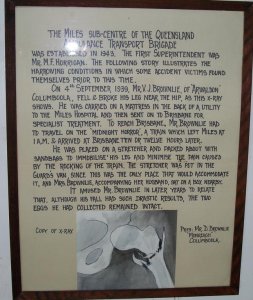 THE MILES SUB-CENTRE OF THE QUEENSLAND
AMBULANCE TRANSPORT BRIGADE
WAS ESTABLISHED IN 1943. THE FIRST SUPERINTENDENT WAS
MR. M.F. HORRIGAN. THE FOLLOWING STORY ILLUSTRATES THE
HARROWING CONDITIONS IN WHICH SOME ACCIDENT VICTIMS FOUND
THEMSELVES PRIOR TO THIS TIME.
ON 4TH SEPTEMBER, 1939, MR. V.J. BROWNLIE, OF
COLUMBOOLA, FELL & BROKE HIS LEG NEAR THE HIP, AS THIS X-RAY
SHOWS. HE WAS CARRIED ON A MATTRESS IN THE BACK OF A UTILITY
TO THE MILES HOSPITAL AND THEN SENT ON TO BRISBANE FOR
SPECIALIST TREATMENT. TO REACH BRISBANE, MR. BROWNLIE HAD
TO TRAVEL ON THE MIDNIGHT HORROR, A TRAIN WHICH LEFT MILES AT
1 A.M. & ARRIVED AT BRISBANE TEN OR TWELVE HOURS LATER.
HE WAS PLACED ON A STRETCHER AND PACKED ABOUT WITH
SANDBAGS TO IMMOBILISE HIS LEG AND MINIMISE THE PAIN CAUSED
BY THE ROCKING OF THE TRAIN. THE STRETCHER WAS PUT IN THE
GUARDS VAN, SINCE THIS WAS THE ONLY PLACE THAT WOULD ACCOMMODATE
IT, AND MRS. BROWNLIE, ACCOMPANYING HER HUSBAND, SAT ON A BOX NEARBY.
IT AMUSED MR. BROWNLIE IN LATER YEARS TO RELATE
THAT, ALTHOUGH HIS FALL HAD SUCH DRASTIC RESULTS, THE TWO
EGGS HE HAD COLLECTED REMAINED INTACT.
COPY OF X-RAY
MR. D. BROWNLIE
COLUMBOOLA.